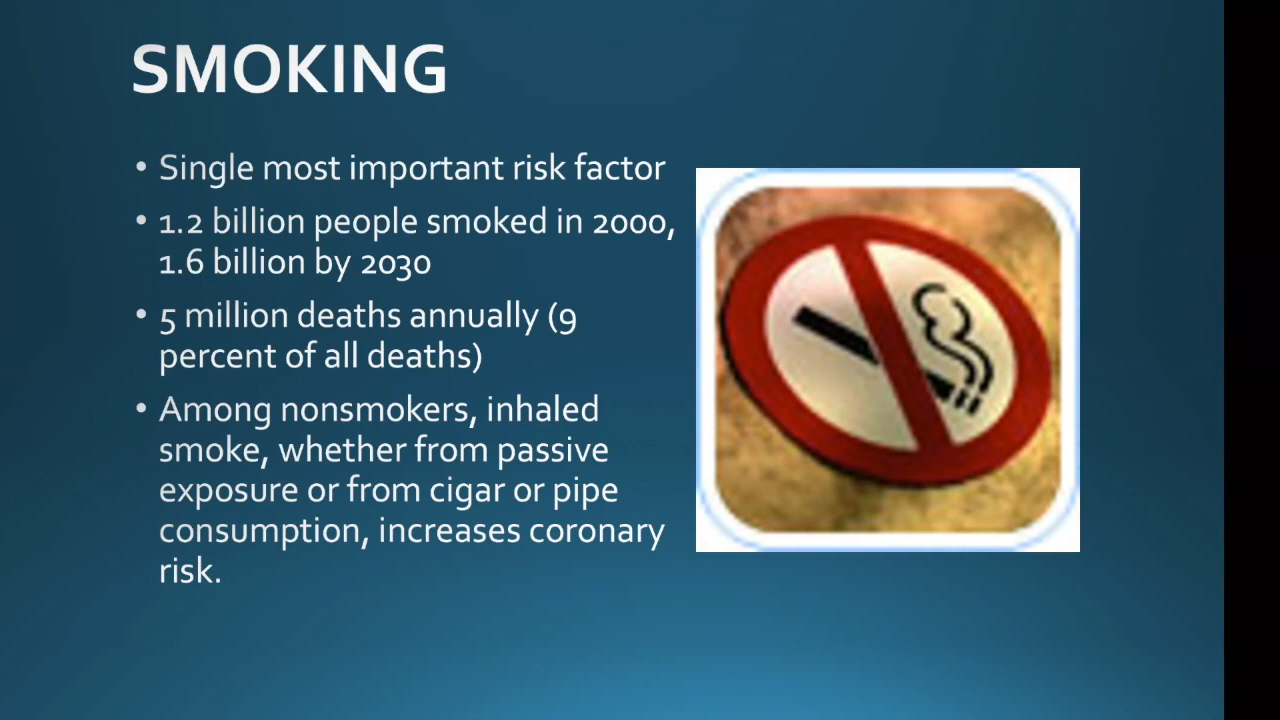 SMOKING
• Single most important risk factor
• 1.2 billion people smoked in 2000,
1.6 billion by 2030
• 5 million deaths annually (9
percent of all deaths)
• Among nonsmokers, inhaled
smoke, whether from passive
exposure or from cigar or pipe
consumption, increases coronary
risk.